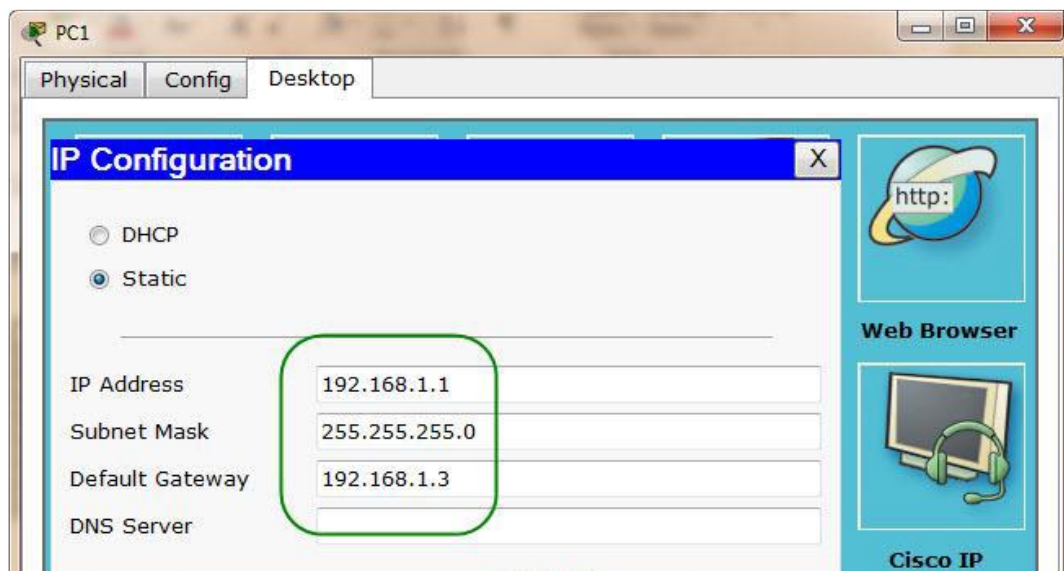 PC1
Physical Config Desktop
IP Configuration X
http:
DHCP
Static
Web Browser
IP Address 192.168.1.1
Subnet Mask 255.255.255.0
Default Gateway 192.168.1.3
DNS Server
Cisco IP